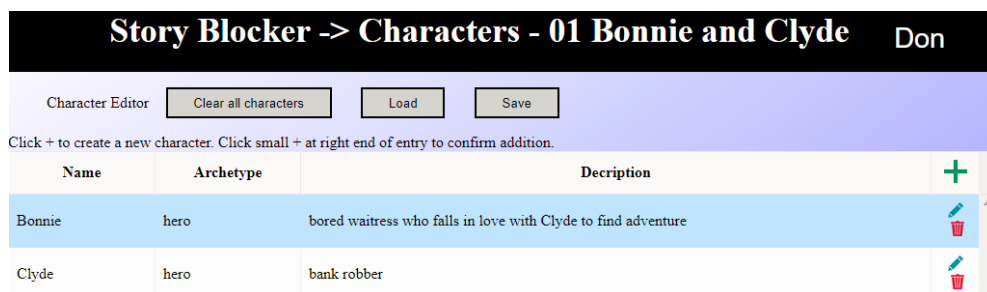 Story Blocker -> Characters - 01 Bonnie and Clyde Don
Character Editor Clear all characters Load Save
Click + to create a new character. Click small + at right end of entry to confirm addition.
Name Archetype Decription +
Bonnie hero bored waitress who falls in love with Clyde to find adventure
Clyde hero bank robber